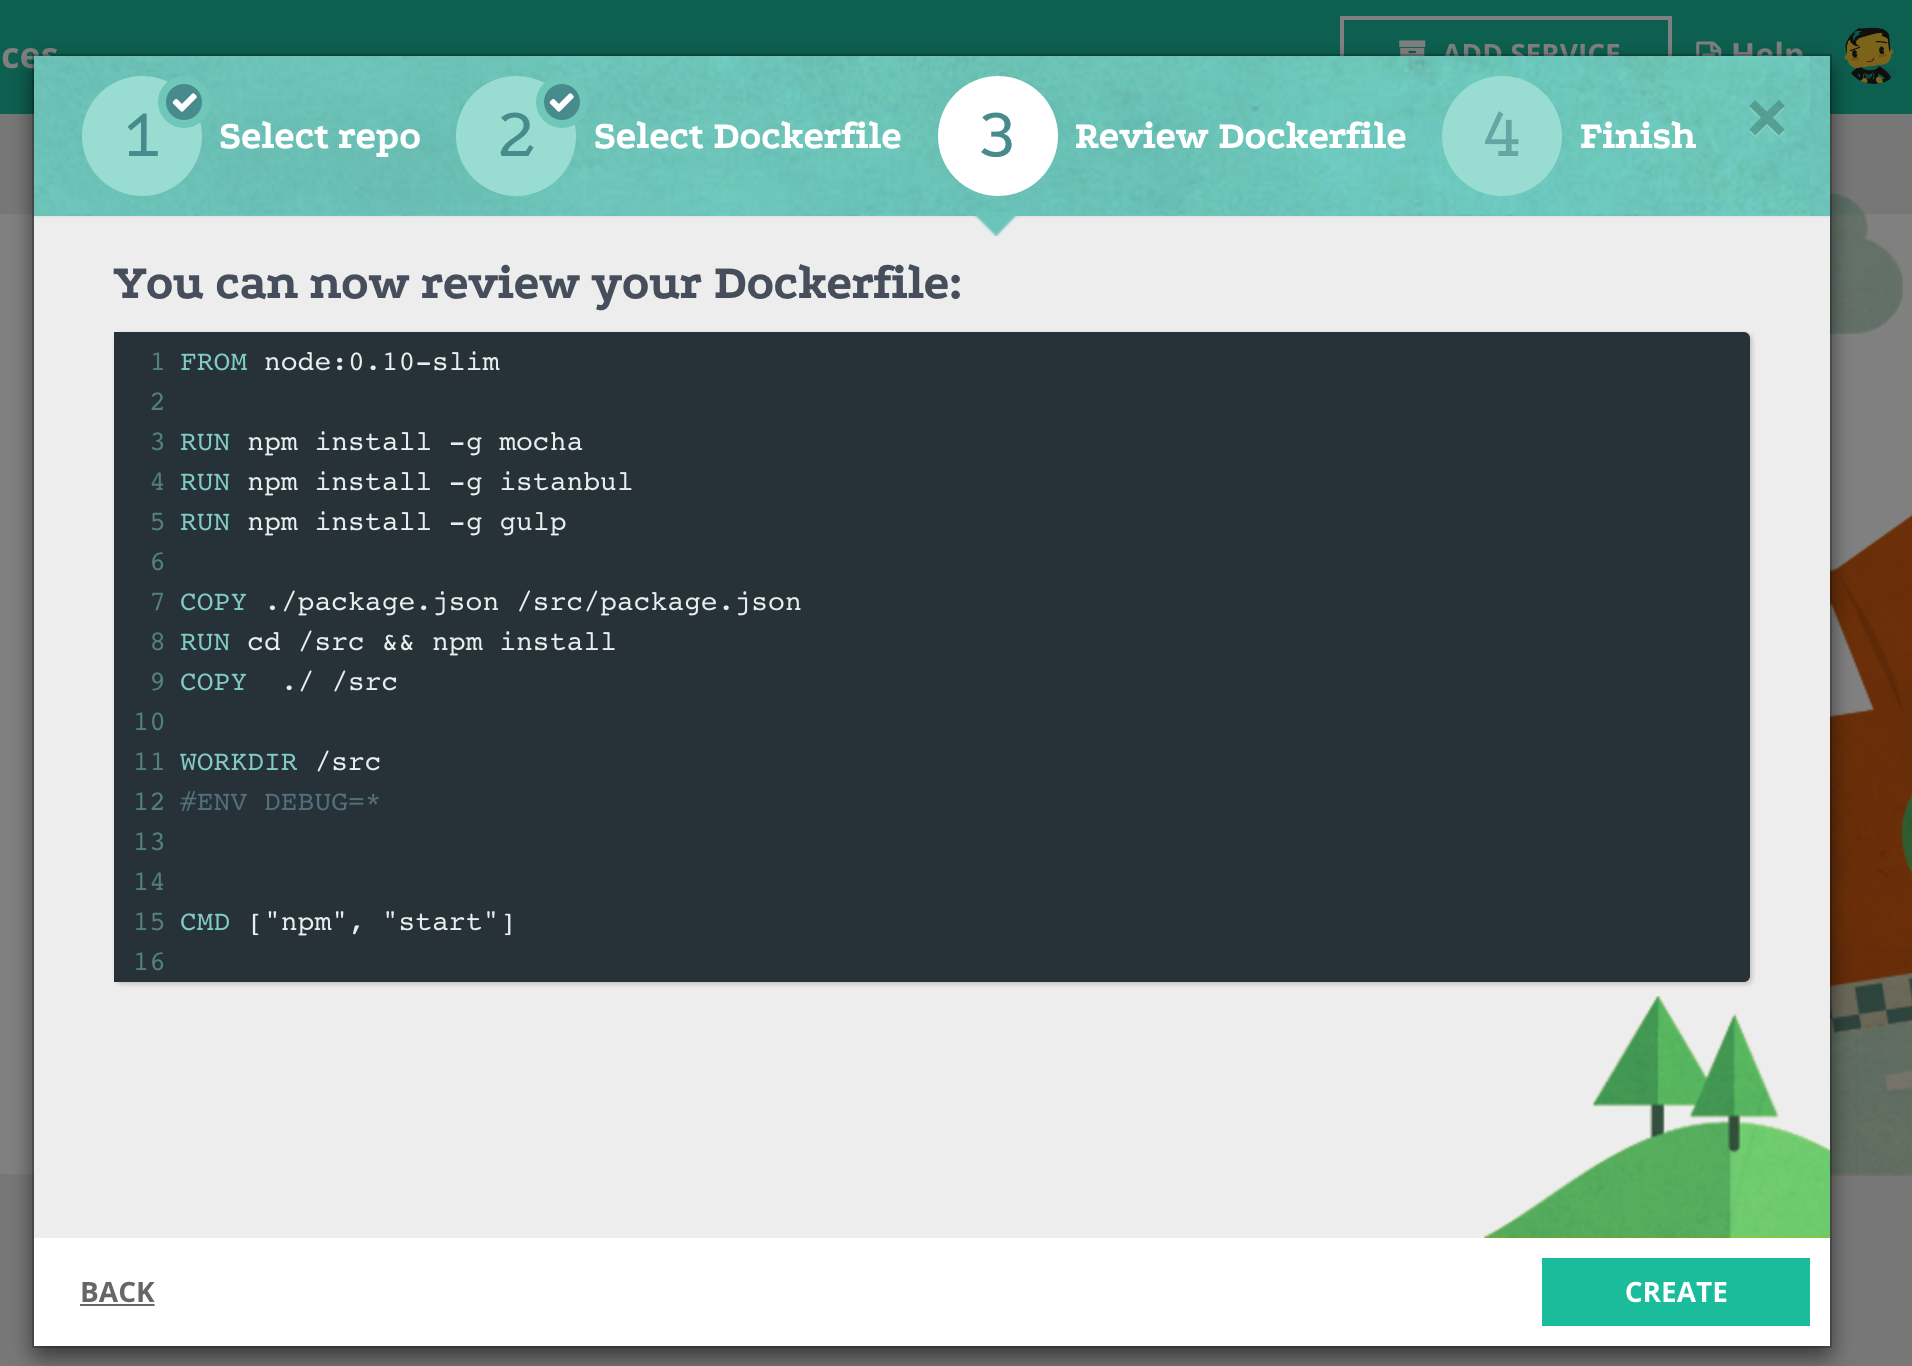 ces
ADD SERVICE
Help
1 Select repo
2 Select Dockerfile
3 Review Dockerfile
4 Finish
You can now review your Dockerfile:
1 FROM node:0.10-slim
2
3 RUN npm install -g mocha
4 RUN npm install -g istanbul
5 RUN npm install -g gulp
6
7 COPY ./package.json /src/package.json
8 RUN cd /src && npm install
9 COPY  ./ /src
10
11 WORKDIR /src
12 #ENV DEBUG=*
13
14
15 CMD ["npm", "start"]
16
BACK
CREATE